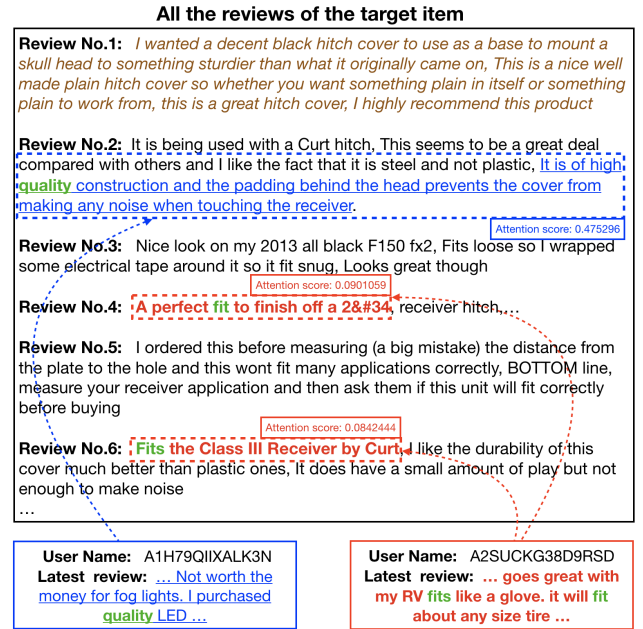 All the reviews of the target item
Review No.1: I wanted a decent black hitch cover to use as a base to mount a
skull head to something sturdier than what it originally came on, This is a nice well
made plain hitch cover so whether you want something plain in itself or something
plain to work from, this is a great hitch cover, I highly recommend this product
Review No.2: It is being used with a Curt hitch, This seems to be a great deal
compared with others and I like the fact that it is steel and not plastic, It is of high
quality construction and the padding behind the head prevents the cover from
making any noise when touching the receiver.
Attention score: 0.475296
Review No.3: Nice look on my 2013 all black F150 fx2, Fits loose so I wrapped
some electrical tape around it so it fit snug, Looks great though
Attention score: 0.0901059
Review No.4: A perfect fit to finish off a 2&#34, receiver hitch,...
Review No.5: I ordered this before measuring (a big mistake) the distance from
the plate to the hole and this wont fit many applications correctly, BOTTOM line,
measure your receiver application and then ask them if this unit will fit correctly
before buying
Attention score: 0.0842444
Review No.6: Fits the Class III Receiver by Curt, I like the durability of this
cover much better than plastic ones, It does have a small amount of play but not
enough to make noise
...
User Name: A1H79QIIXALK3N
Latest review: ... Not worth the
money for fog lights. I purchased
quality LED ...
User Name: A2SUCKG38D9RSD
Latest review: ... goes great with
my RV fits like a glove. it will fit
about any size tire ...